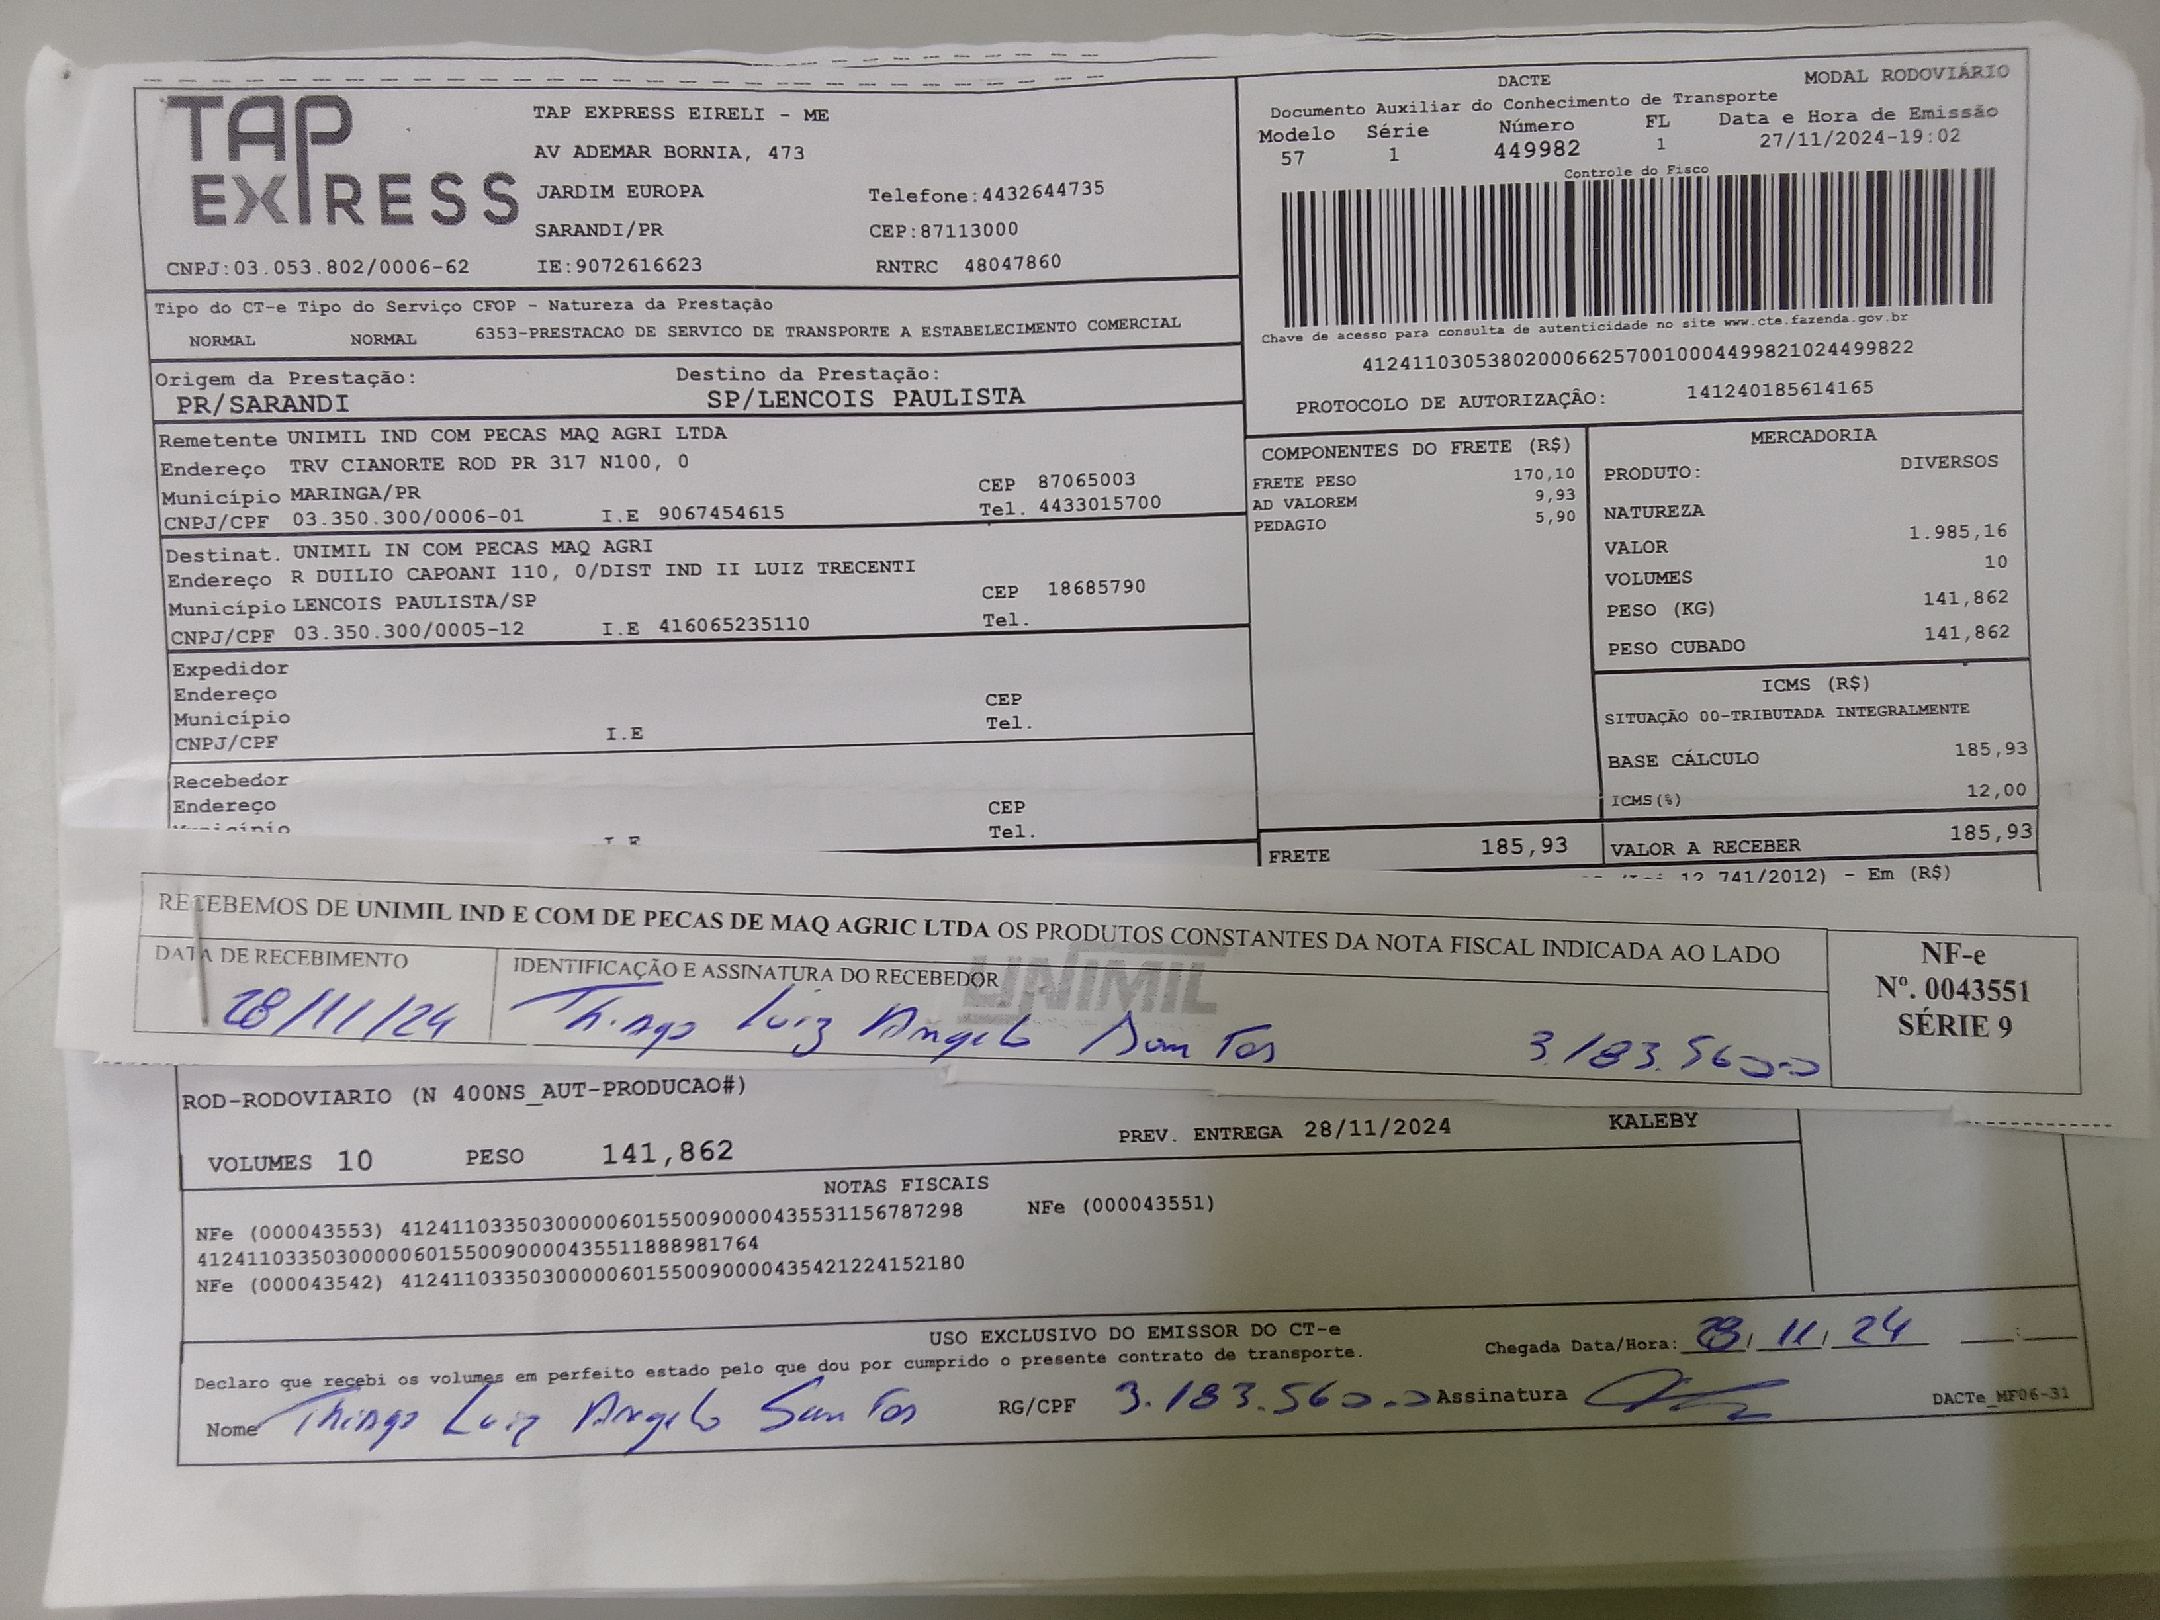 TAP EXPRESS
TAP EXPRESS EIRELI - ME
AV ADEMAR BORNIA, 473
JARDIM EUROPA Telefone:4432644735
SARANDI/PR CEP:87113000
CNPJ:03.053.802/0006-62 IE:9072616623 RNTRC 48047860
DACTE MODAL RODOVIÁRIO
Documento Auxiliar do Conhecimento de Transporte
Modelo Série Número FL Data e Hora de Emissão
57 1 449982 1 27/11/2024-19:02
Controle do Fisco
Chave de acesso para consulta de autenticidade no site www.cte.fazenda.gov.br
41241103053802000662570010004499821024499822
PROTOCOLO DE AUTORIZAÇÃO: 141240185614165
Tipo do CT-e Tipo do Serviço CFOP - Natureza da Prestação
NORMAL NORMAL 6353-PRESTACAO DE SERVICO DE TRANSPORTE A ESTABELECIMENTO COMERCIAL
Origem da Prestação: Destino da Prestação:
PR/SARANDI SP/LENCOIS PAULISTA
Remetente UNIMIL IND COM PECAS MAQ AGRI LTDA
Endereço TRV CIANORTE ROD PR 317 N100, 0
Município MARINGA/PR CEP 87065003
CNPJ/CPF 03.350.300/0006-01 I.E 9067454615 Tel. 4433015700
Destinat. UNIMIL IN COM PECAS MAQ AGRI
Endereço R DUILIO CAPOANI 110, 0/DIST IND II LUIZ TRECENTI
Município LENCOIS PAULISTA/SP CEP 18685790
CNPJ/CPF 03.350.300/0005-12 I.E 416065235110 Tel.
Expedidor
Endereço
Município CEP
CNPJ/CPF I.E Tel.
Recebedor
Endereço CEP
Município I.E Tel.
COMPONENTES DO FRETE (R$)
FRETE PESO 170,10
AD VALOREM 9,93
PEDAGIO 5,90
MERCADORIA
PRODUTO: DIVERSOS
NATUREZA
VALOR 1.985,16
VOLUMES 10
PESO (KG) 141,862
PESO CUBADO 141,862
ICMS (R$)
SITUAÇÃO 00-TRIBUTADA INTEGRALMENTE
BASE CÁLCULO 185,93
ICMS(%) 12,00
FRETE 185,93 VALOR A RECEBER 185,93
12.741/2012) - Em (R$)
RECEBEMOS DE UNIMIL IND E COM DE PECAS DE MAQ AGRIC LTDA OS PRODUTOS CONSTANTES DA NOTA FISCAL INDICADA AO LADO
DATA DE RECEBIMENTO IDENTIFICAÇÃO E ASSINATURA DO RECEBEDOR
UNIMIL
28/11/24 Thiago Luiz Angelo Santos 3.183.560
NF-e
Nº. 0043551
SÉRIE 9
ROD-RODOVIARIO (N 400NS_AUT-PRODUCAO#)
VOLUMES 10 PESO 141,862 PREV. ENTREGA 28/11/2024 KALEBY
NOTAS FISCAIS
NFe (000043553) 41241103350300000601550090000435531156787298 NFe (000043551)
41241103350300000601550090000435511888981764
NFe (000043542) 41241103350300000601550090000435421224152180
USO EXCLUSIVO DO EMISSOR DO CT-e
Declaro que recebi os volumes em perfeito estado pelo que dou por cumprido o presente contrato de transporte. Chegada Data/Hora: 28/11/24
Nome Thiago Luiz Angelo Santos RG/CPF 3.183.560 Assinatura DACTe_MF06-31